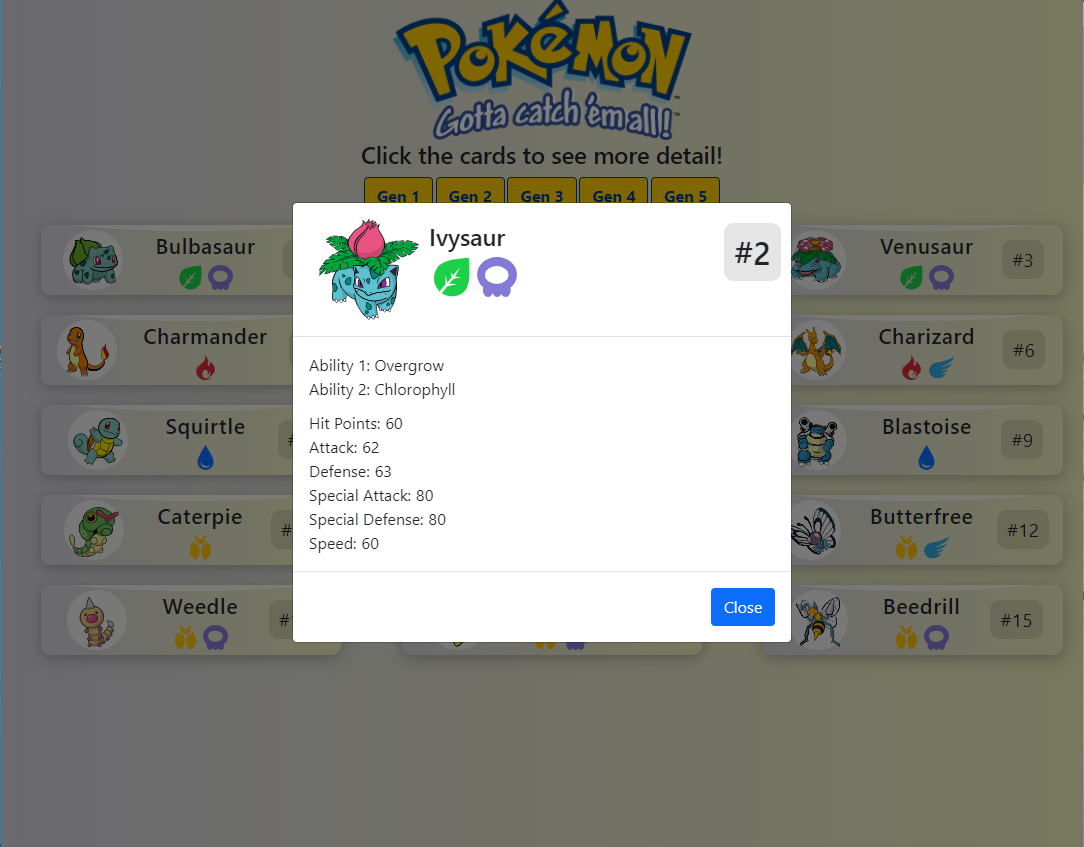 POKéMON
Gotta catch 'em all!
Click the cards to see more detail!
Gen 1 Gen 2 Gen 3 Gen 4 Gen 5
Ivysaur
#2
Ability 1: Overgrow
Ability 2: Chlorophyll
Hit Points: 60
Attack: 62
Defense: 63
Special Attack: 80
Special Defense: 80
Speed: 60
Close
Bulbasaur
Venusaur
#3
Charmander
Charizard
#6
Squirtle
#
Blastoise
#9
Caterpie
#
Butterfree
#12
Weedle
#
Beedrill
#15